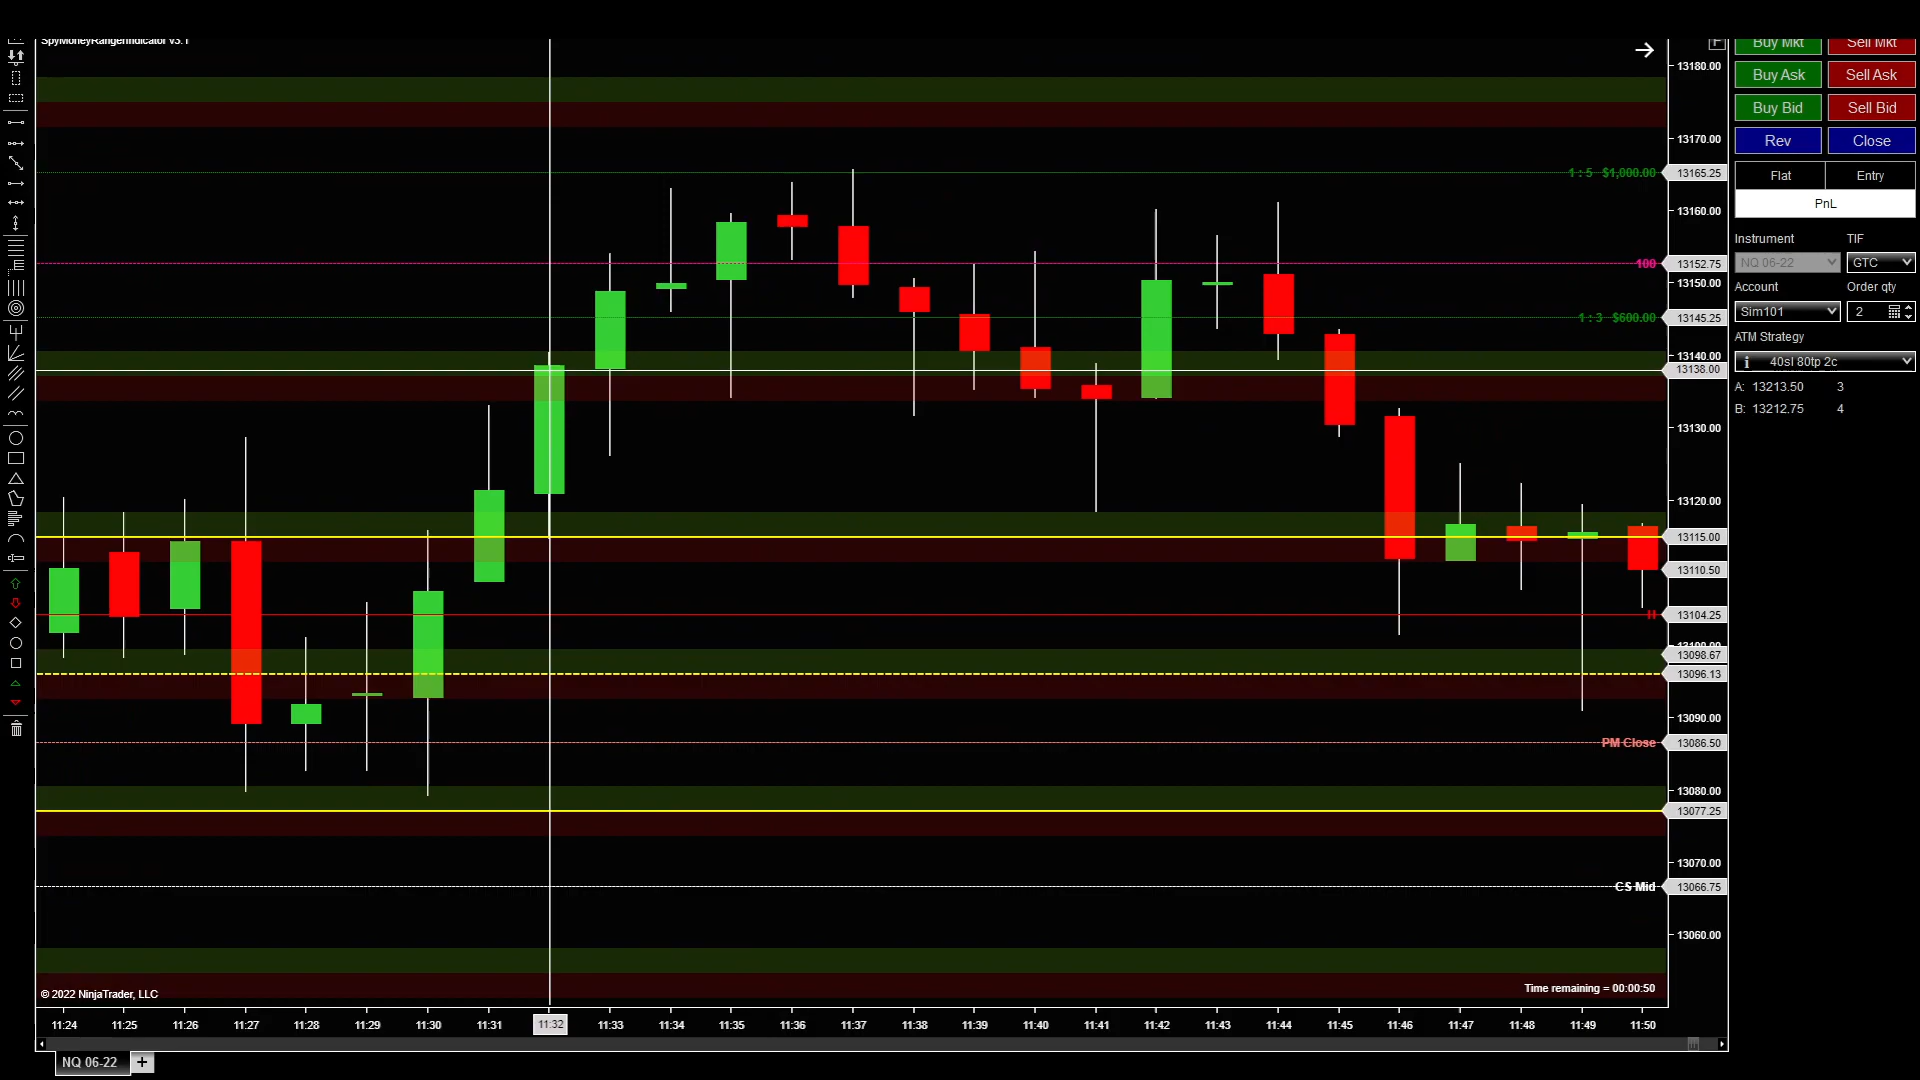 SpyMoneyRangerIndicator v3.1
F
Buy Mkt Sell Mkt
Buy Ask Sell Ask
Buy Bid Sell Bid
Rev Close
Flat Entry
PnL
Instrument TIF
NQ 06-22 GTC
Account Order qty
Sim101 2
ATM Strategy
i 40sl 80tp 2c
A: 13213.50 3
B: 13212.75 4
13180.00
13170.00
1 : 5 $1,000.00 13165.25
13160.00
100 13152.75
13150.00
1 : 3 $600.00 13145.25
13140.00
13138.00
13130.00
13120.00
13115.00
13110.50
13104.25
13100.00
13098.67
13096.13
13090.00
PM Close 13086.50
13080.00
13077.25
13070.00
CS Mid 13066.75
13060.00
© 2022 NinjaTrader, LLC
Time remaining = 00:00:50
11:24 11:25 11:26 11:27 11:28 11:29 11:30 11:31 11:32 11:33 11:34 11:35 11:36 11:37 11:38 11:39 11:40 11:41 11:42 11:43 11:44 11:45 11:46 11:47 11:48 11:49 11:50
NQ 06-22 +